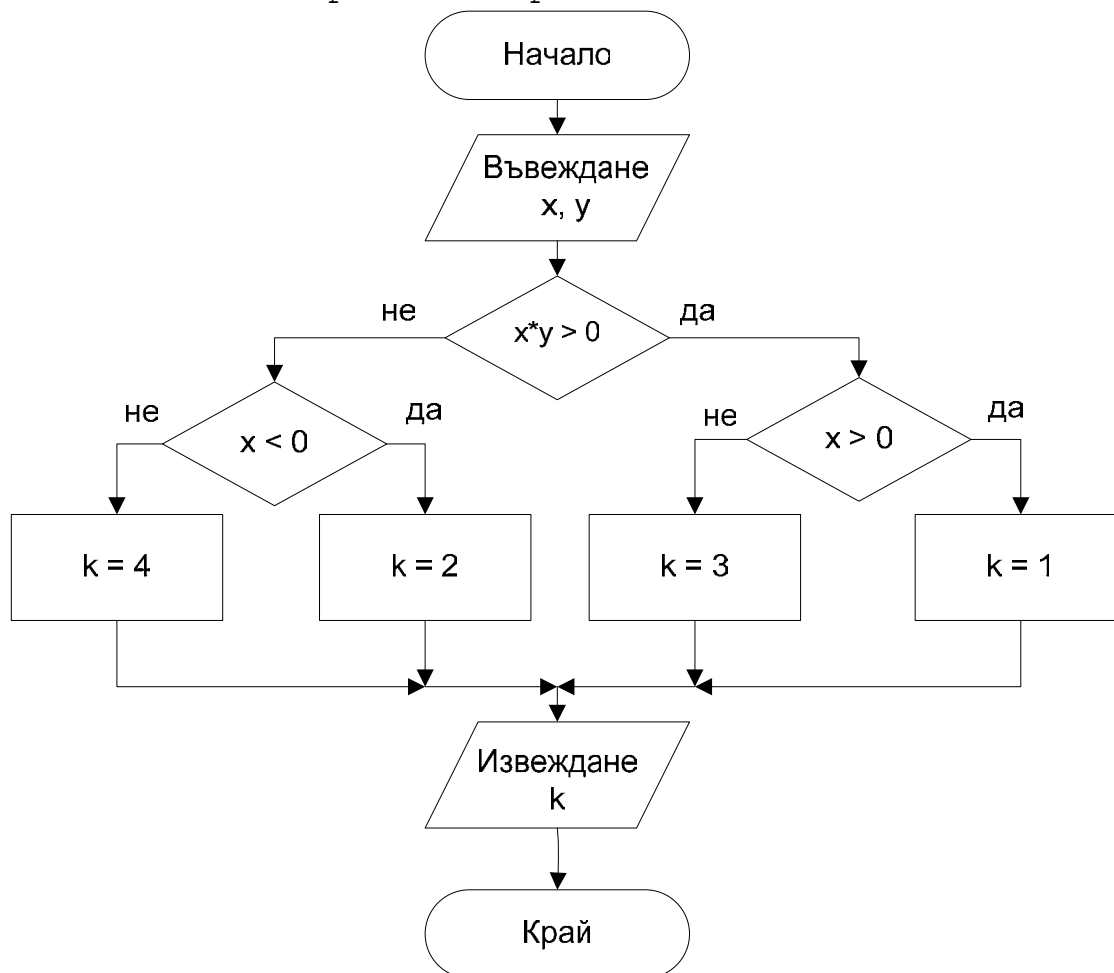 Начало
Въвеждане
x, y
не
x*y > 0
да
не
x < 0
да
не
x > 0
да
k = 4
k = 2
k = 3
k = 1
Извеждане
k
Край